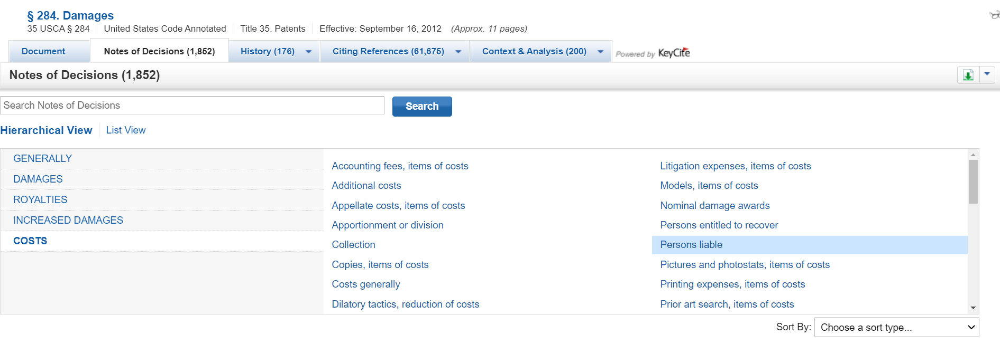 § 284. Damages
35 USCA § 284 United States Code Annotated Title 35. Patents Effective: September 16, 2012 (Approx. 11 pages)
Document Notes of Decisions (1,852) History (176) Citing References (61,675) Context & Analysis (200) Powered by KeyCite
Notes of Decisions (1,852)
Search Notes of Decisions Search
Hierarchical View List View
GENERALLY
DAMAGES
ROYALTIES
INCREASED DAMAGES
COSTS
Accounting fees, items of costs
Additional costs
Appellate costs, items of costs
Apportionment or division
Collection
Copies, items of costs
Costs generally
Dilatory tactics, reduction of costs
Litigation expenses, items of costs
Models, items of costs
Nominal damage awards
Persons entitled to recover
Persons liable
Pictures and photostats, items of costs
Printing expenses, items of costs
Prior art search, items of costs
Sort By: Choose a sort type...